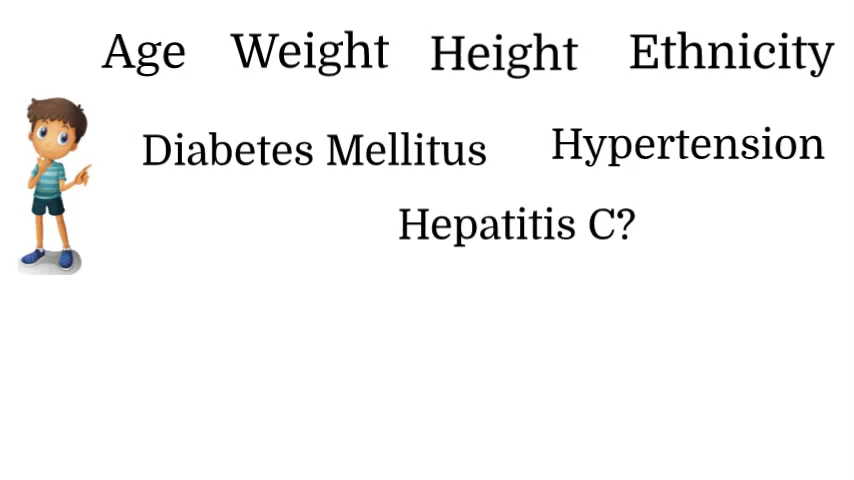 Age Weight Height Ethnicity
Diabetes Mellitus Hypertension
Hepatitis C?